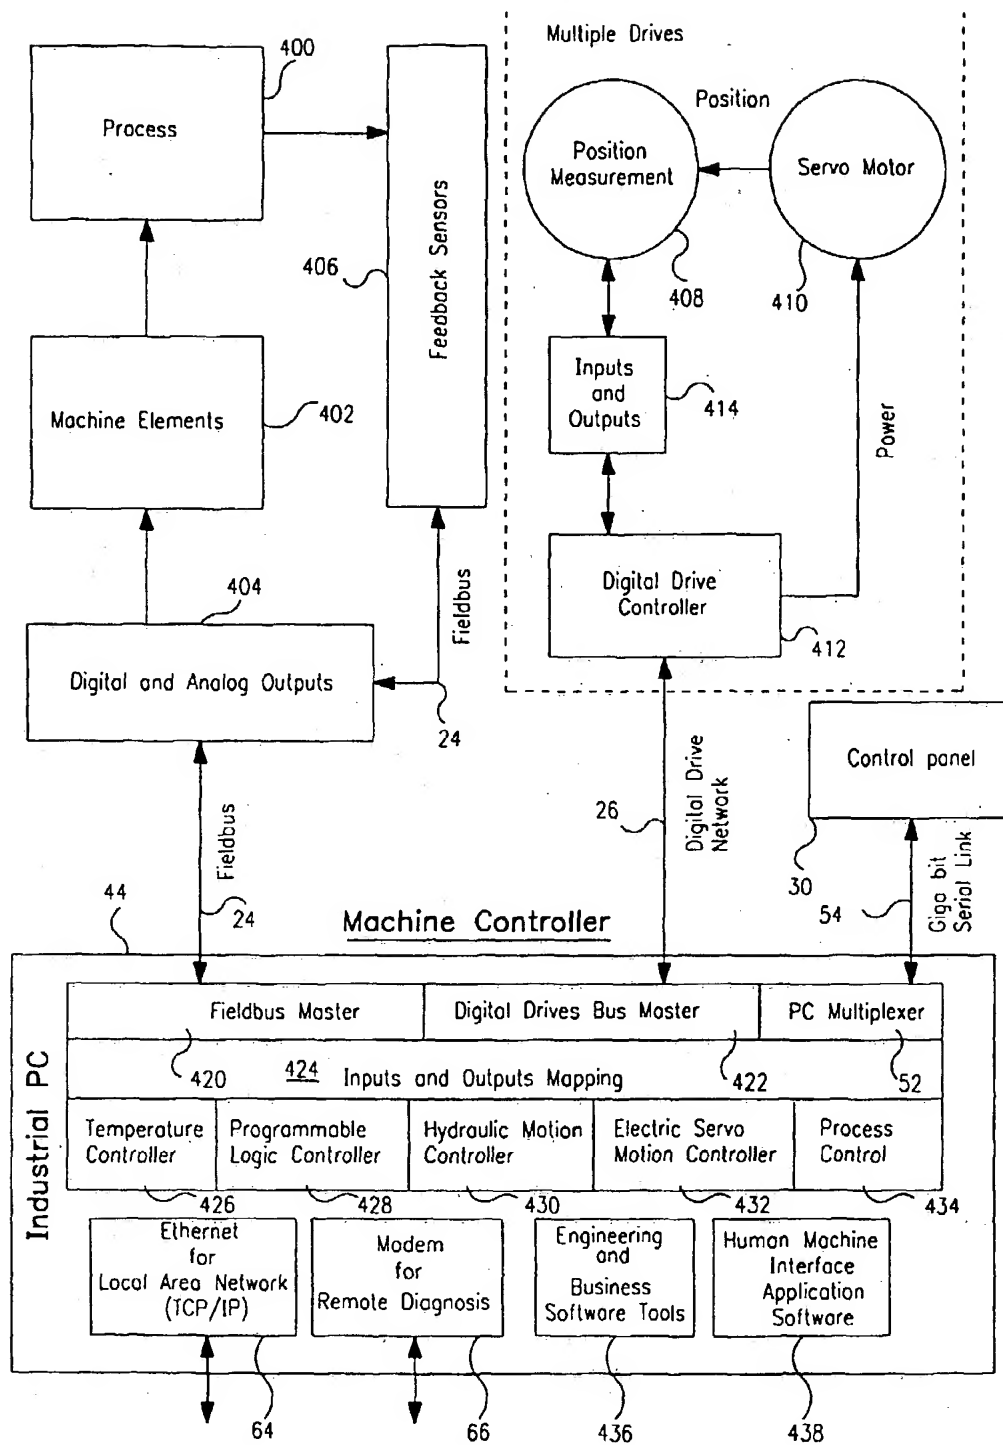 Multiple Drives
400
Process
Position
Position
Measurement
Servo Motor
406
Feedback Sensors
408
410
Machine Elements
402
Inputs
and
Outputs
414
Power
Digital Drive
Controller
412
404
Digital and Analog Outputs
Fieldbus
24
Control panel
30
Fieldbus
24
26
Digital Drive
Network
54
Giga bit
Serial Link
44
Machine Controller
Industrial PC
Fieldbus Master
Digital Drives Bus Master
PC Multiplexer
420
424
Inputs and Outputs Mapping
422
52
Temperature
Controller
Programmable
Logic Controller
Hydraulic Motion
Controller
Electric Servo
Motion Controller
Process
Control
426
428
430
432
434
Ethernet
for
Local Area Network
(TCP/IP)
Modem
for
Remote Diagnosis
Engineering
and
Business
Software Tools
Human Machine
Interface
Application
Software
64
66
436
438